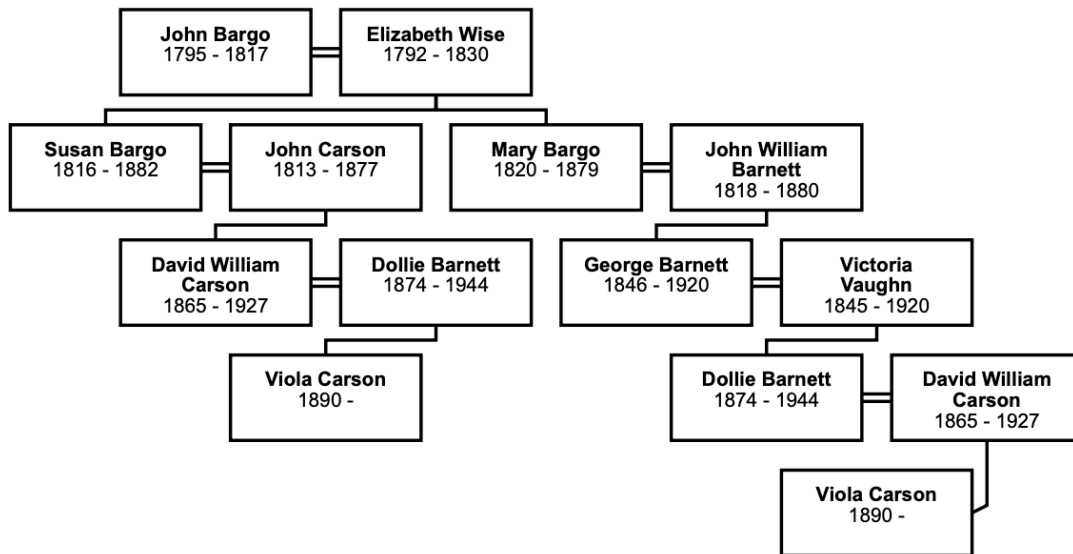 John Bargo
1795 - 1817
Elizabeth Wise
1792 - 1830
Susan Bargo
1816 - 1882
John Carson
1813 - 1877
Mary Bargo
1820 - 1879
John William
Barnett
1818 - 1880
David William
Carson
1865 - 1927
Dollie Barnett
1874 - 1944
George Barnett
1846 - 1920
Victoria
Vaughn
1845 - 1920
Viola Carson
1890 -
Dollie Barnett
1874 - 1944
David William
Carson
1865 - 1927
Viola Carson
1890 -